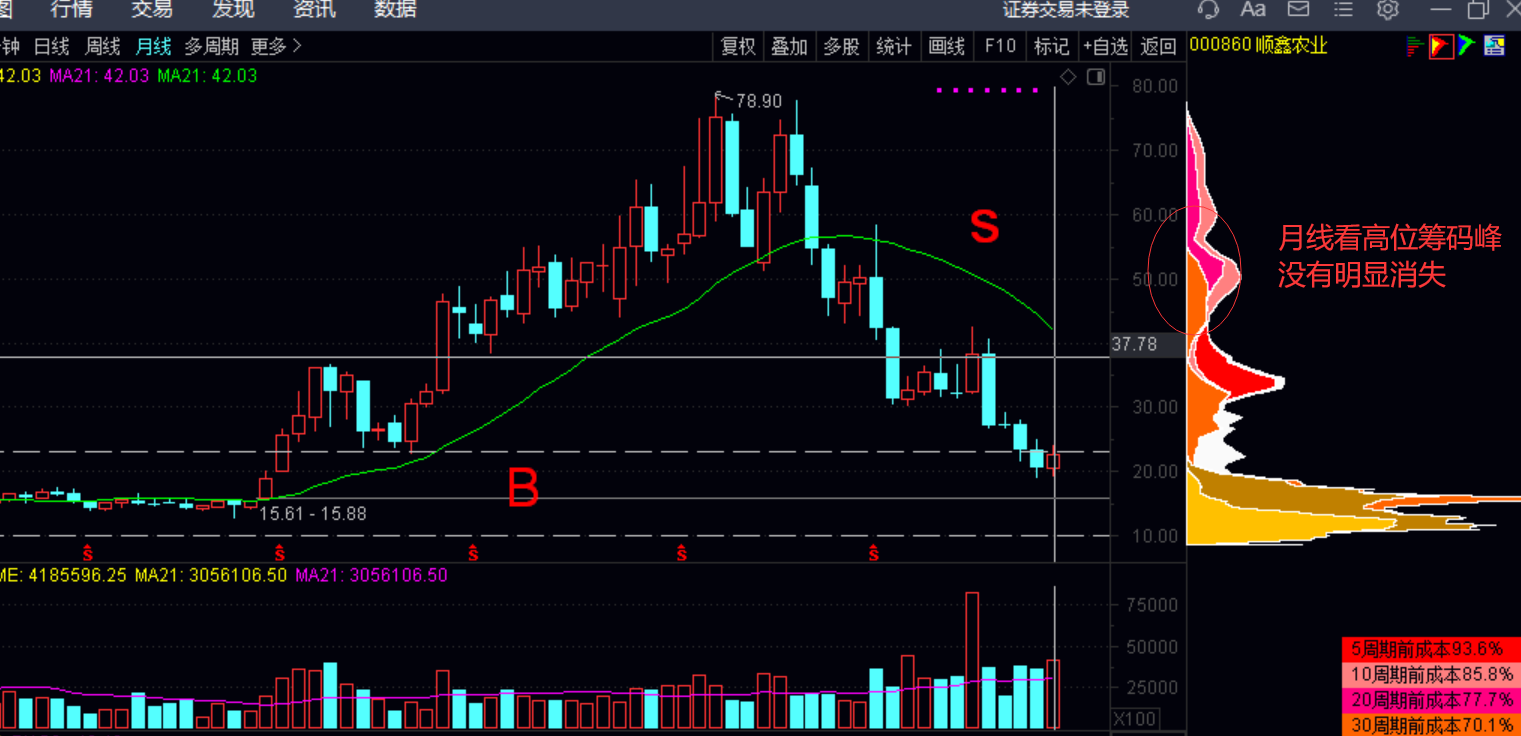 图 行情 交易 发现 资讯 数据 证券交易未登录 Aa
钟 日线 周线 月线 多周期 更多 复权 叠加 多股 统计 画线 F10 标记 +自选 返回
000860 顺鑫农业
42.03 MA21: 42.03 MA21: 42.03
78.90
80.00
70.00
60.00
50.00
37.78
30.00
20.00
10.00
S
B
15.61 - 15.88
月线看高位筹码峰
没有明显消失
Ŝ Ŝ Ŝ Ŝ Ŝ
ME: 4185596.25 MA21: 3056106.50 MA21: 3056106.50
75000
50000
25000
X100
5周期前成本93.6%
10周期前成本85.8%
20周期前成本77.7%
30周期前成本70.1%